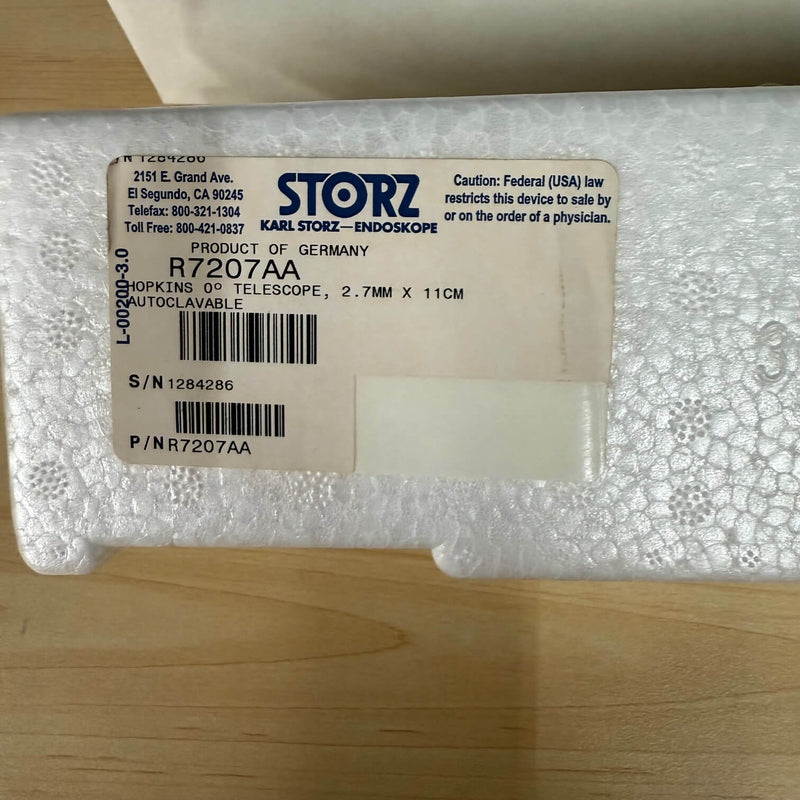 /N 1284286
2151 E. Grand Ave.
El Segundo, CA 90245
Telefax: 800-321-1304
Toll Free: 800-421-0837
STORZ
KARL STORZ—ENDOSKOPE
Caution: Federal (USA) law
restricts this device to sale by
or on the order of a physician.
L-00200-3.0
PRODUCT OF GERMANY
R7207AA
HOPKINS 0° TELESCOPE, 2.7MM X 11CM
AUTOCLAVABLE
S/N 1284286
P/N R7207AA
3